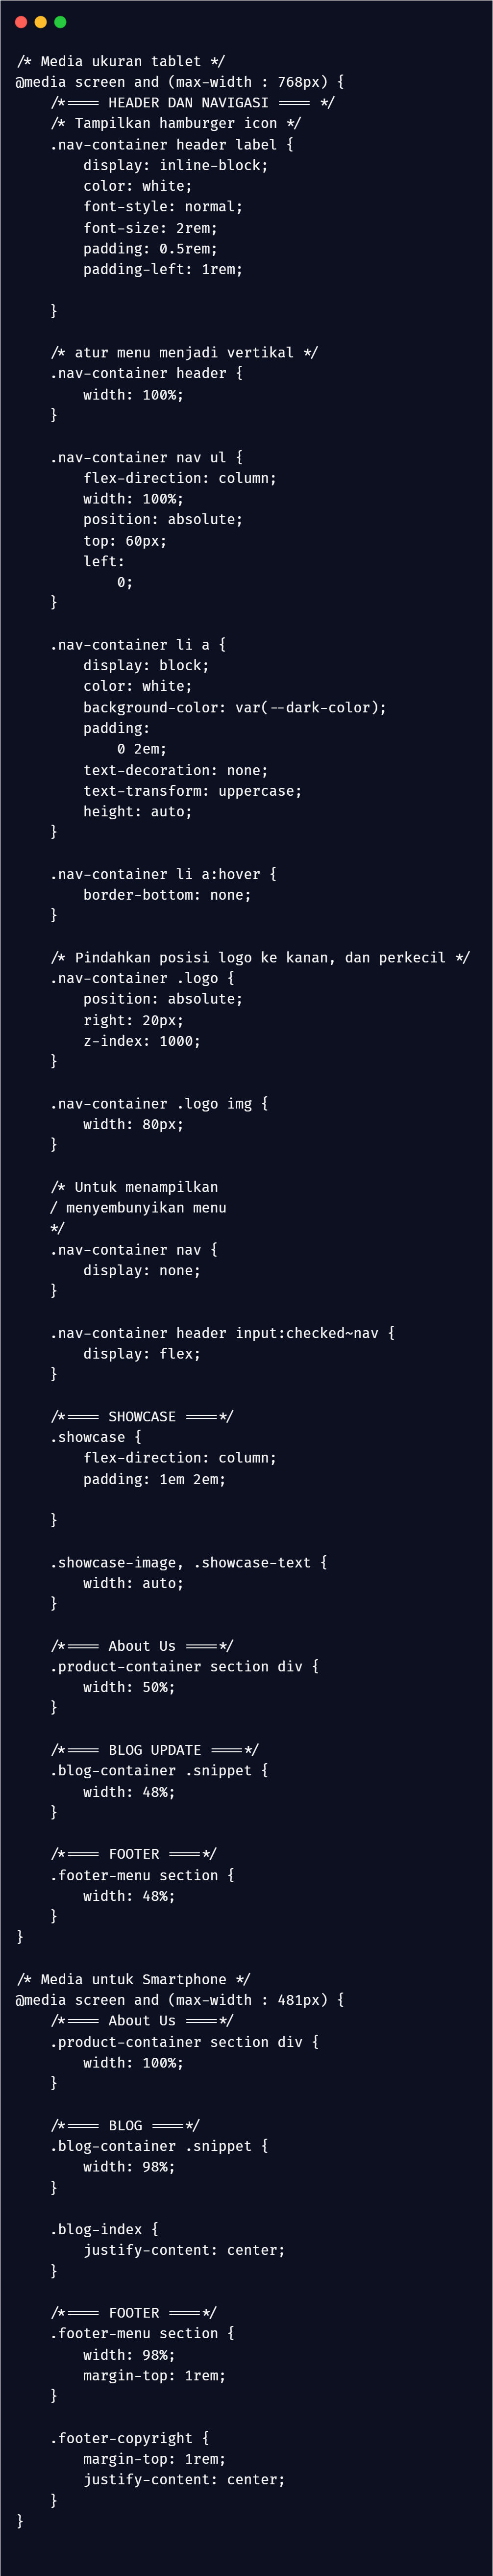 /* Media ukuran tablet */
@media screen and (max-width : 768px) {
    /*==== HEADER DAN NAVIGASI ==== */
    /* Tampilkan hamburger icon */
    .nav-container header label {
        display: inline-block;
        color: white;
        font-style: normal;
        font-size: 2rem;
        padding: 0.5rem;
        padding-left: 1rem;

    }

    /* atur menu menjadi vertikal */
    .nav-container header {
        width: 100%;
    }

    .nav-container nav ul {
        flex-direction: column;
        width: 100%;
        position: absolute;
        top: 60px;
        left:
            0;
    }

    .nav-container li a {
        display: block;
        color: white;
        background-color: var(--dark-color);
        padding:
            0 2em;
        text-decoration: none;
        text-transform: uppercase;
        height: auto;
    }

    .nav-container li a:hover {
        border-bottom: none;
    }

    /* Pindahkan posisi logo ke kanan, dan perkecil */
    .nav-container .logo {
        position: absolute;
        right: 20px;
        z-index: 1000;
    }

    .nav-container .logo img {
        width: 80px;
    }

    /* Untuk menampilkan
    / menyembunyikan menu
    */
    .nav-container nav {
        display: none;
    }

    .nav-container header input:checked~nav {
        display: flex;
    }

    /*==== SHOWCASE ====*/
    .showcase {
        flex-direction: column;
        padding: 1em 2em;

    }

    .showcase-image, .showcase-text {
        width: auto;
    }

    /*==== About Us ====*/
    .product-container section div {
        width: 50%;
    }

    /*==== BLOG UPDATE ====*/
    .blog-container .snippet {
        width: 48%;
    }

    /*==== FOOTER ====*/
    .footer-menu section {
        width: 48%;
    }
}

/* Media untuk Smartphone */
@media screen and (max-width : 481px) {
    /*==== About Us ====*/
    .product-container section div {
        width: 100%;
    }

    /*==== BLOG ====*/
    .blog-container .snippet {
        width: 98%;
    }

    .blog-index {
        justify-content: center;
    }

    /*==== FOOTER ====*/
    .footer-menu section {
        width: 98%;
        margin-top: 1rem;
    }

    .footer-copyright {
        margin-top: 1rem;
        justify-content: center;
    }
}